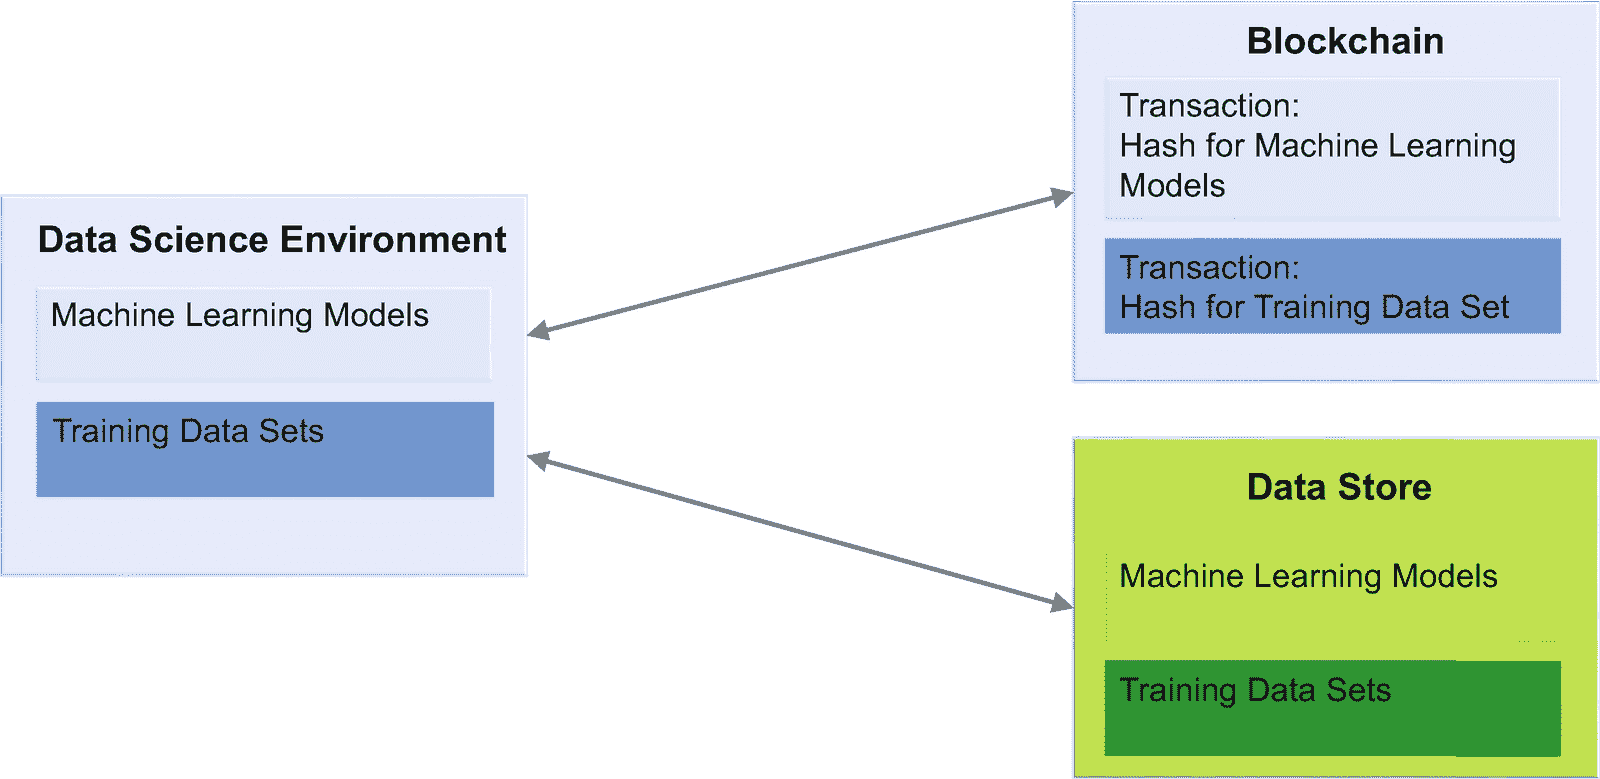 Data Science Environment
Machine Learning Models
Training Data Sets
Blockchain
Transaction:
Hash for Machine Learning
Models
Transaction:
Hash for Training Data Set
Data Store
Machine Learning Models
Training Data Sets